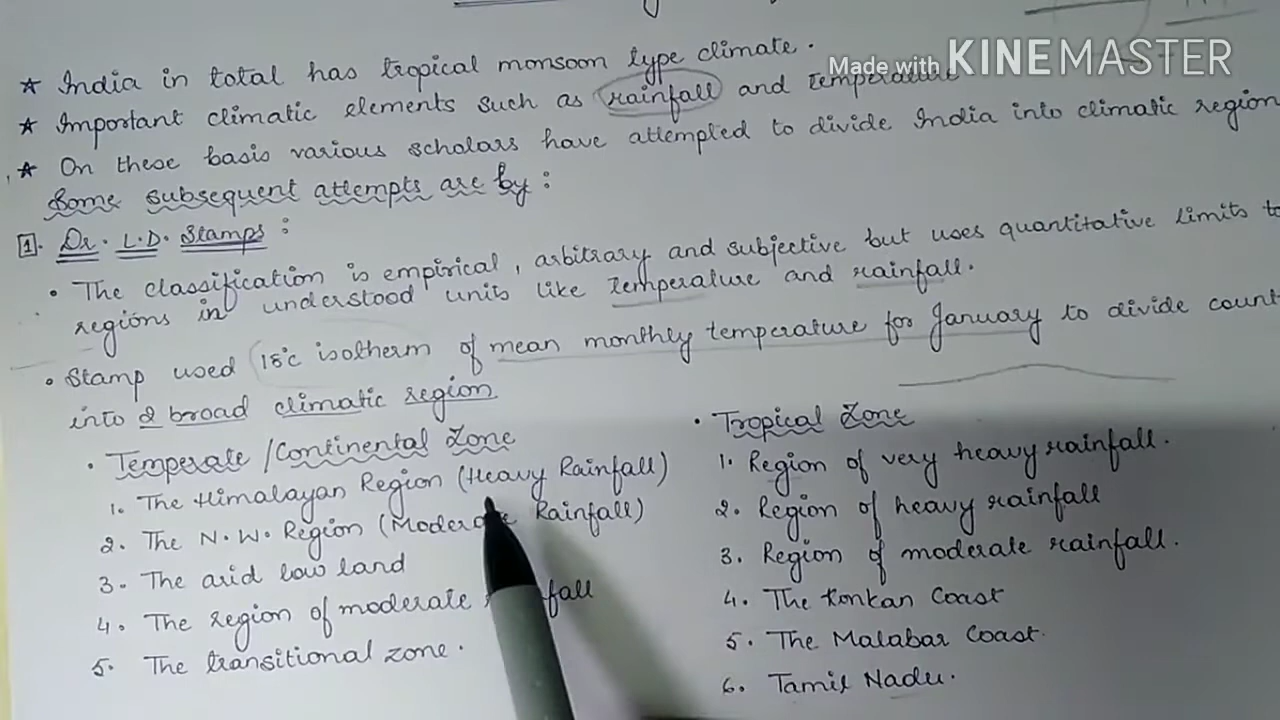 Made with KINEMASTER
★ India in total has tropical monsoon type climate.
★ Important climatic elements such as rainfall and temperature
★ On these basis various scholars have attempted to divide India into climatic region
Some subsequent attempts are by:
1. Dr. L.D. Stamps:
• The classification is empirical, arbitrary and subjective but uses quantitative limits to
regions in understood units like temperature and rainfall.
• Stamp used 18°c isotherm of mean monthly temperature for January to divide count
into 2 broad climatic region
• Temperate/Continental Zone
1. The Himalayan Region (Heavy Rainfall)
2. The N.W. Region (Moderate Rainfall)
3. The arid low land
4. The region of moderate
5. The transitional zone.
• Tropical Zone
1. Region of very heavy rainfall.
2. Region of heavy rainfall
3. Region of moderate rainfall.
4. The Konkan Coast
5. The Malabar Coast.
6. Tamil Nadu.